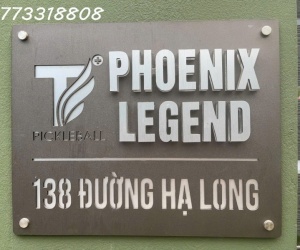 773318808
PHOENIX
LEGEND
PICKLEBALL
138 ĐƯỜNG HẠ LONG